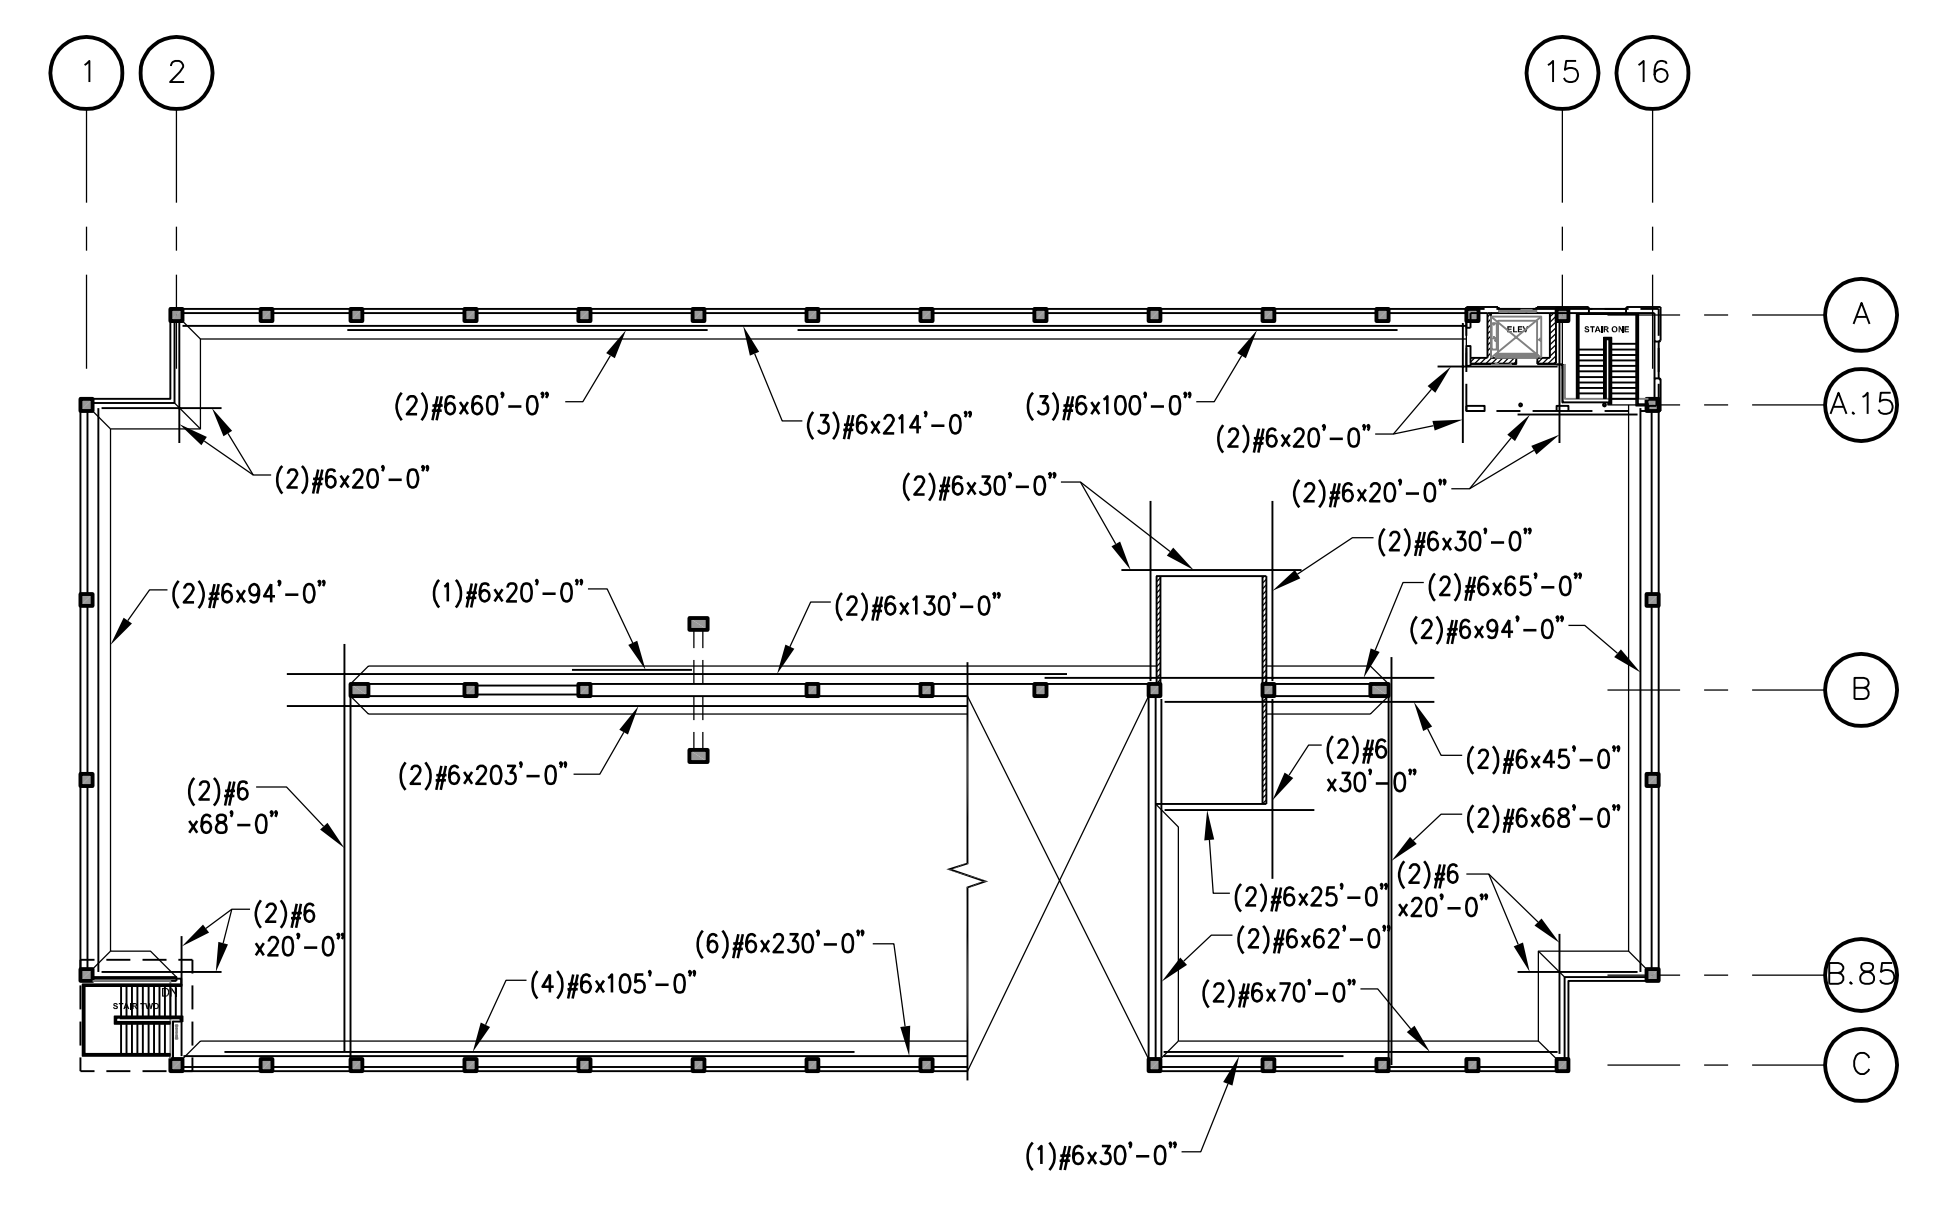 1
2
15
16
A
ELEV
STAIR ONE
A.15
(2)#6x60'-0"
(3)#6x100'-0"
(3)#6x214'-0"
(2)#6x20'-0"
(2)#6x20'-0"
(2)#6x30'-0"
(2)#6x20'-0"
(2)#6x30'-0"
(2)#6x94'-0"
(1)#6x20'-0"
(2)#6x130'-0"
(2)#6x65'-0"
(2)#6x94'-0"
B
(2)#6x203'-0"
(2)#6
x30'-0"
(2)#6x45'-0"
(2)#6
x68'-0"
(2)#6x68'-0"
(2)#6
x20'-0"
(2)#6x25'-0"
(2)#6
x20'-0"
(6)#6x230'-0"
(2)#6x62'-0"
(4)#6x105'-0"
(2)#6x70'-0"
B.85
DN
STAIR TWO
C
(1)#6x30'-0"